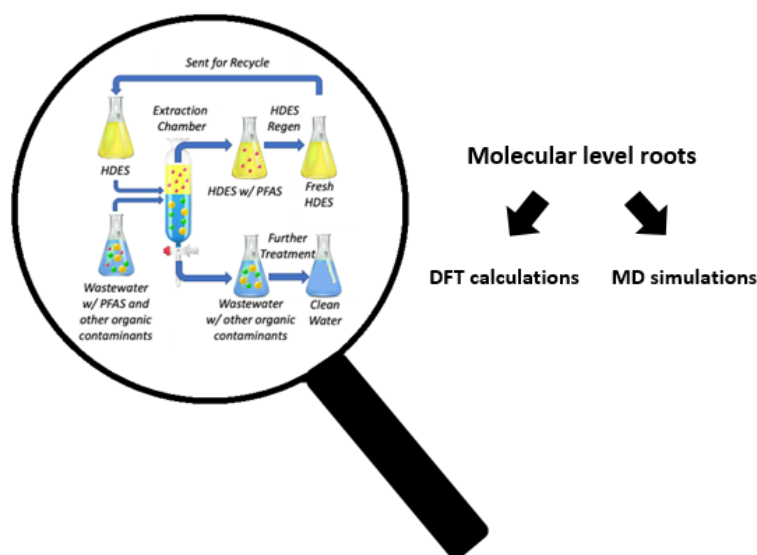 Sent for Recycle
Extraction
Chamber
HDES
Regen
HDES
HDES w/ PFAS
Fresh
HDES
Further
Treatment
Wastewater
w/ PFAS and
other organic
contaminants
Wastewater
w/ other organic
contaminants
Clean
Water
Molecular level roots
DFT calculations
MD simulations